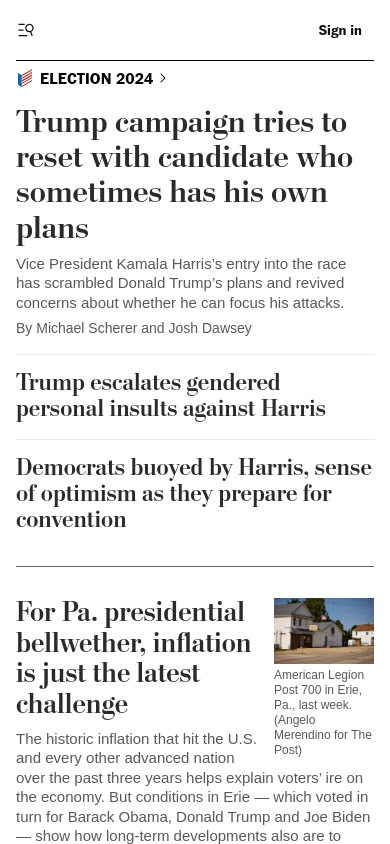 Sign in
ELECTION 2024
Trump campaign tries to
reset with candidate who
sometimes has his own
plans
Vice President Kamala Harris’s entry into the race
has scrambled Donald Trump’s plans and revived
concerns about whether he can focus his attacks.
By Michael Scherer and Josh Dawsey
Trump escalates gendered
personal insults against Harris
Democrats buoyed by Harris, sense
of optimism as they prepare for
convention
For Pa. presidential
bellwether, inflation
is just the latest
challenge
American Legion
Post 700 in Erie,
Pa., last week.
(Angelo
Merendino for The
Post)
The historic inflation that hit the U.S.
and every other advanced nation
over the past three years helps explain voters’ ire on
the economy. But conditions in Erie — which voted in
turn for Barack Obama, Donald Trump and Joe Biden
— show how long-term developments also are to